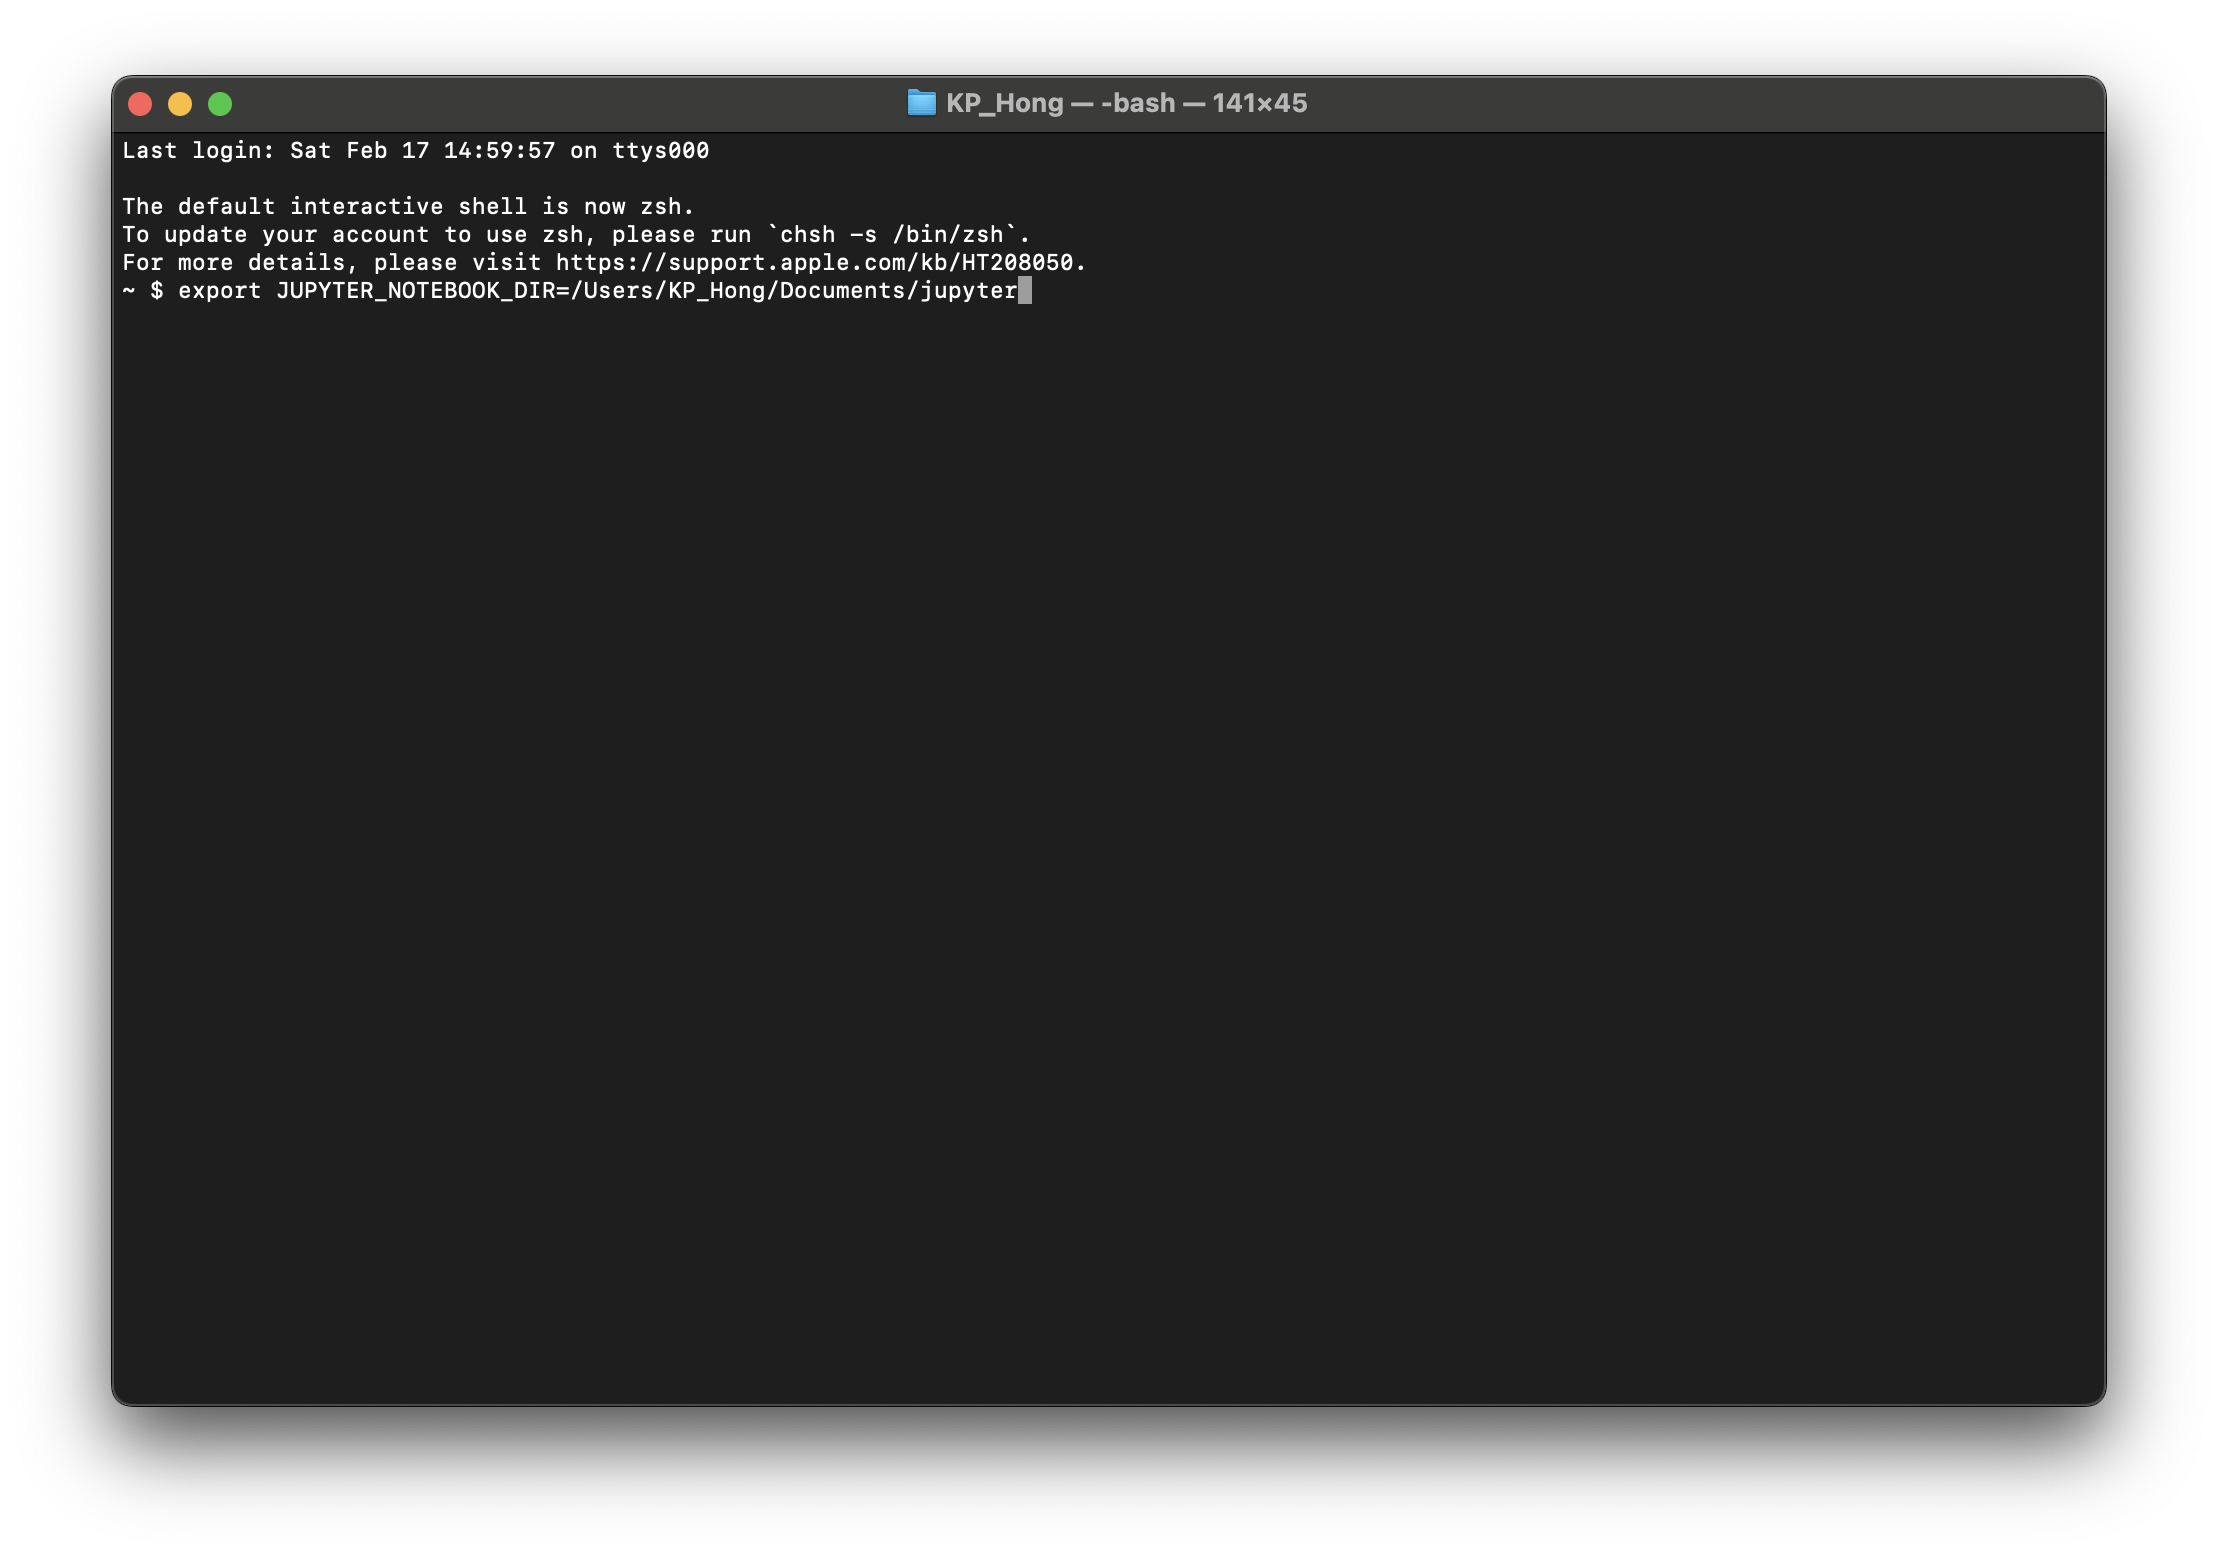 KP_Hong — -bash — 141×45
Last login: Sat Feb 17 14:59:57 on ttys000
The default interactive shell is now zsh.
To update your account to use zsh, please run `chsh -s /bin/zsh`.
For more details, please visit https://support.apple.com/kb/HT208050.
~ $ export JUPYTER_NOTEBOOK_DIR=/Users/KP_Hong/Documents/jupyter